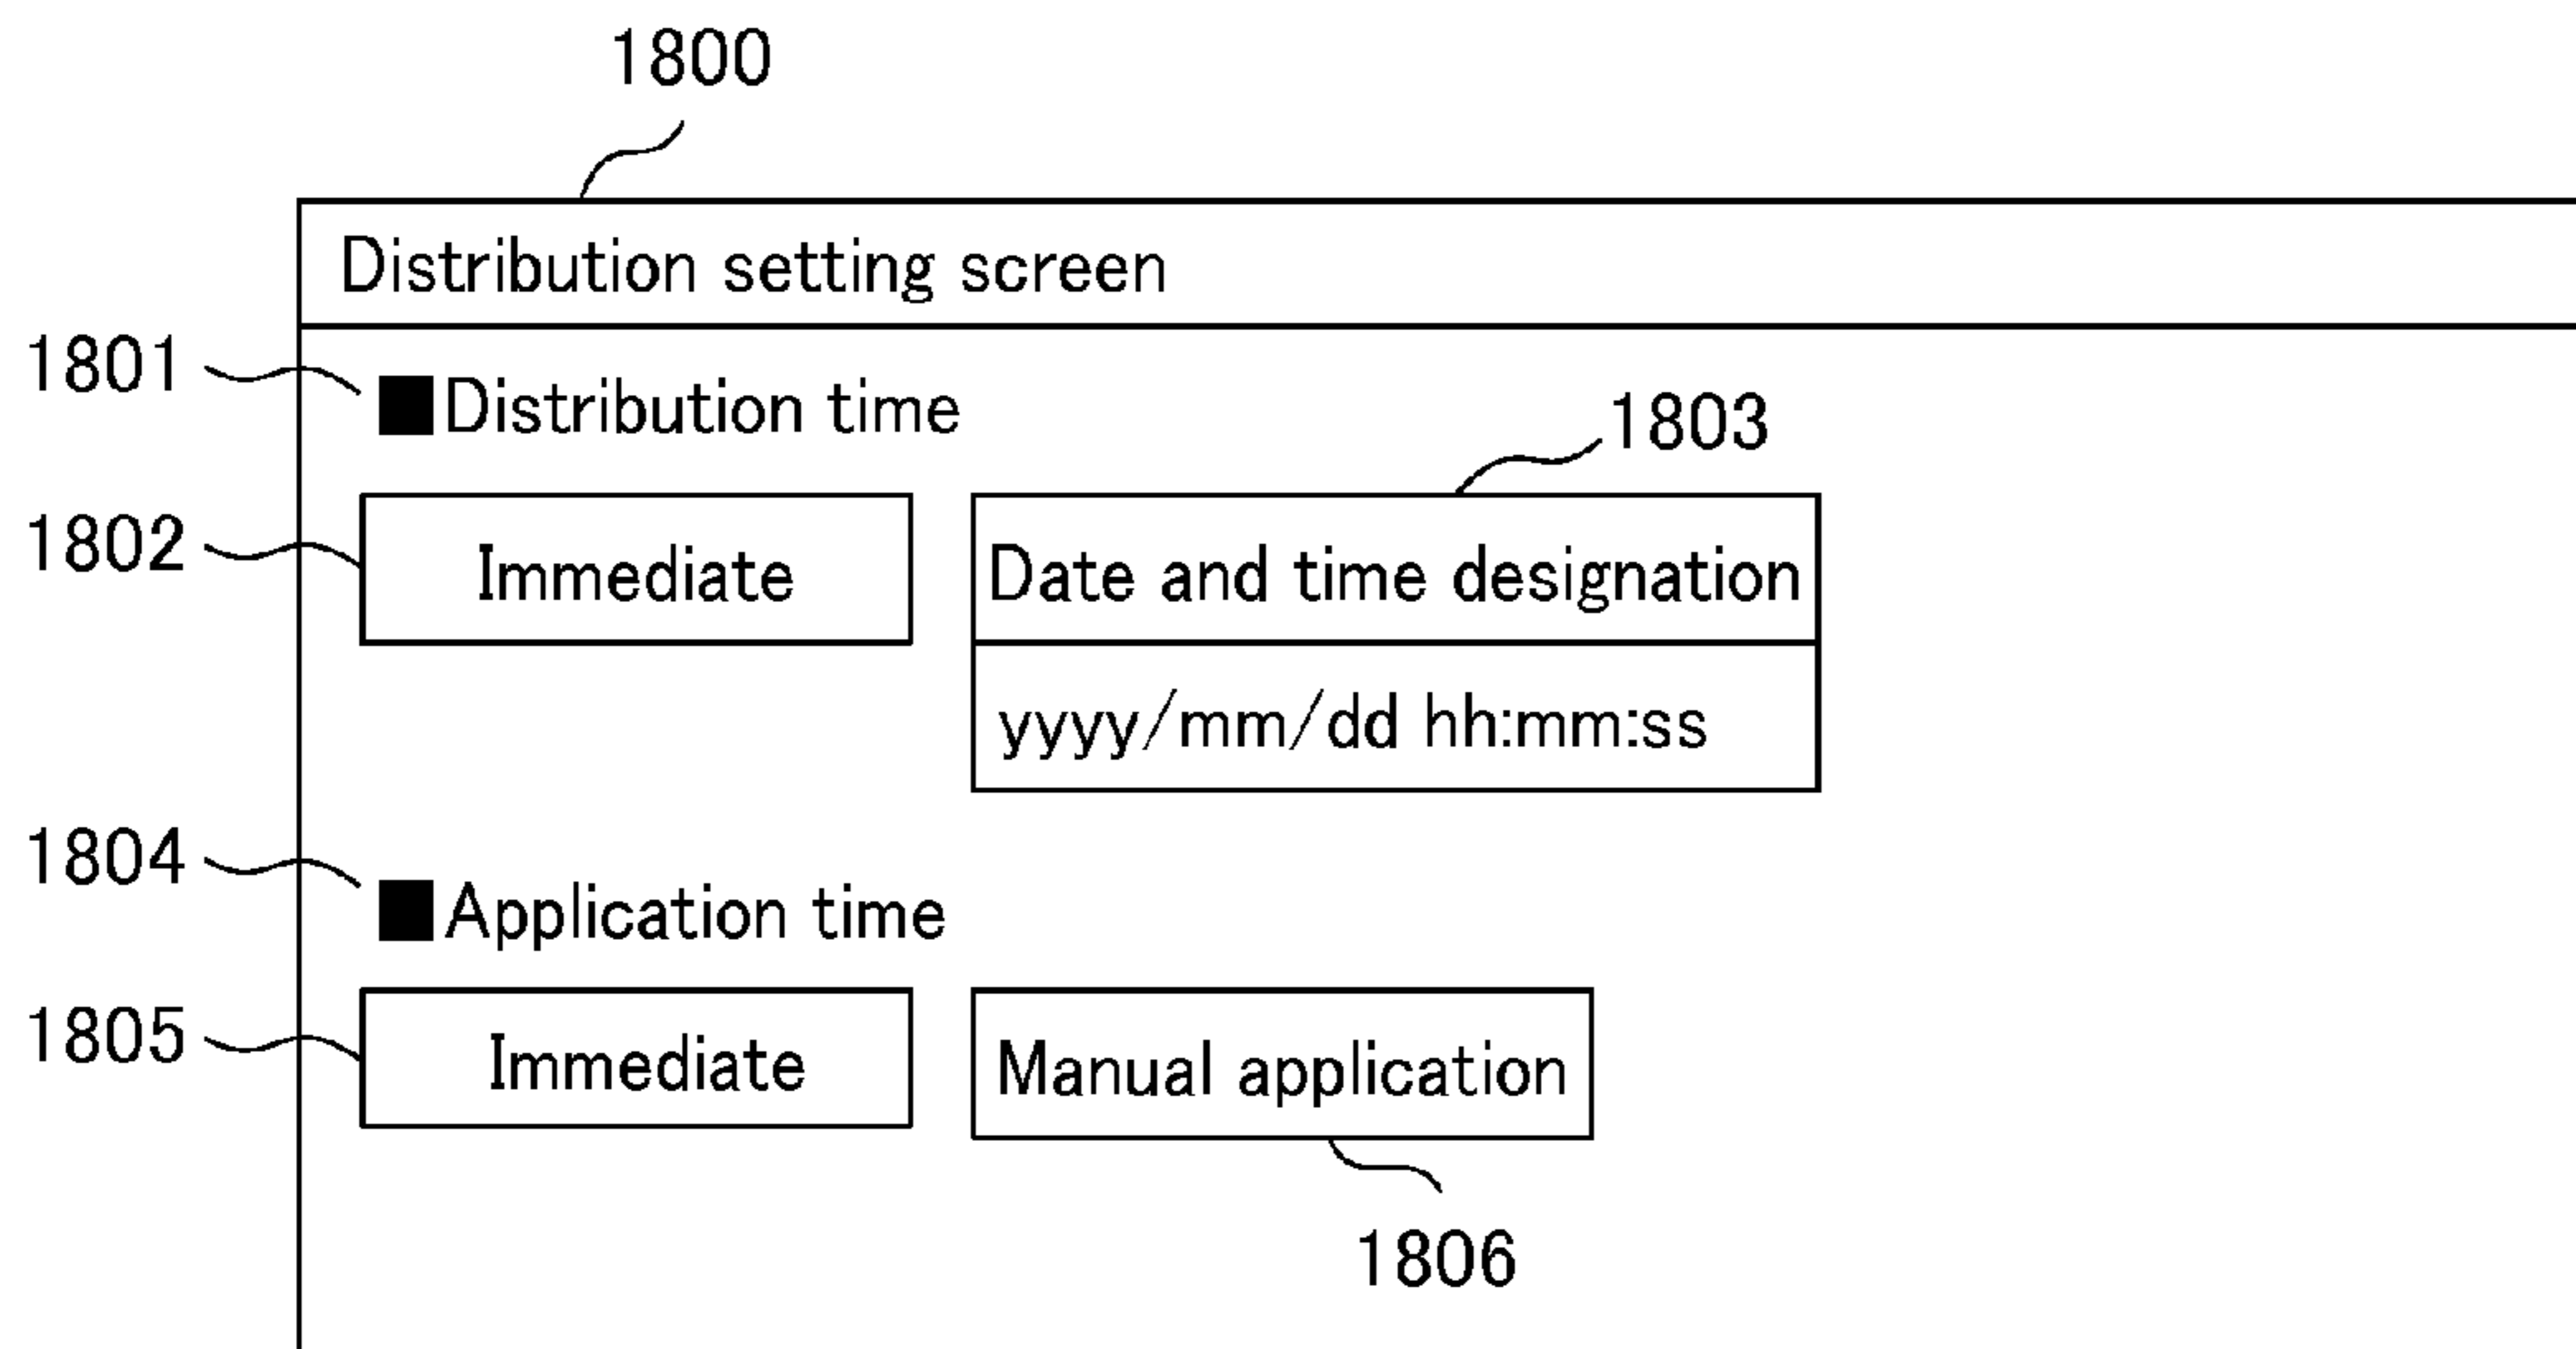 1800
Distribution setting screen
1801
■Distribution time
1803
1802
Immediate
Date and time designation
yyyy/mm/dd hh:mm:ss
1804
■Application time
1805
Immediate
Manual application
1806